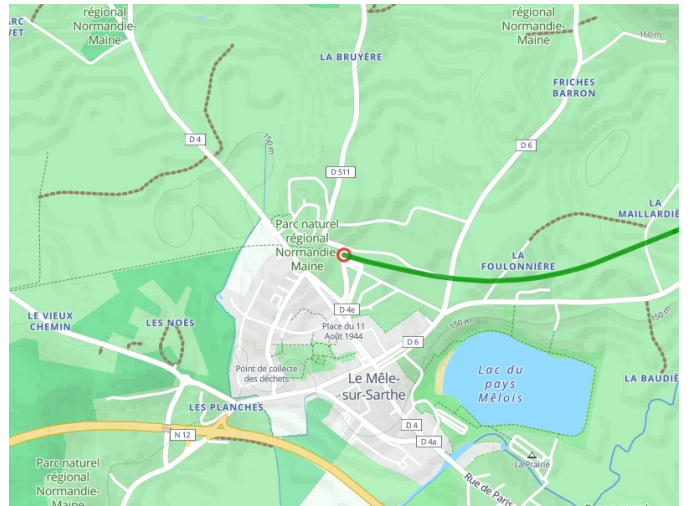 régional
Normandie-
Maine
régional
Normandie-
Maine
160 m
LA BRUYÈRE
FRICHES
BARRON
D 4
150 m
D 6
D 511
LA
MAILLARDIÈ
Parc naturel
régional
Normandie-
Maine
LA
FOULONNIÈRE
D 4e
150 m
LE VIEUX
CHEMIN
LES NOËS
Place du 11
Août 1944
150 m
D 6
Point de collecte
des déchets
Le Mêle-
sur-Sarthe
Lac du
pays
Mêlois
LA BAUDIÈ
LES PLANCHES
D 4
N 12
D 4a
La Prairie
Parc naturel
régional
Normandie-
Maine
Rue de Paris